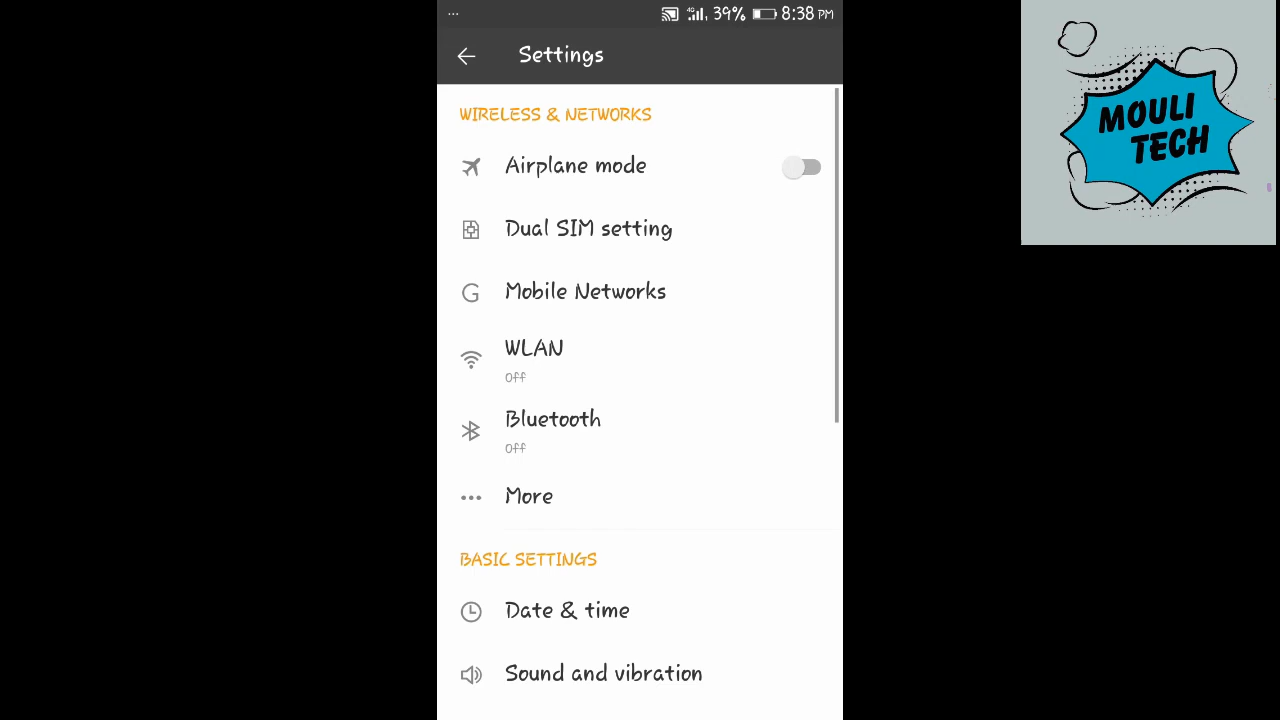 ... 4G 39% 8:38 PM
Settings
WIRELESS & NETWORKS
Airplane mode
Dual SIM setting
Mobile Networks
WLAN
Off
Bluetooth
Off
More
BASIC SETTINGS
Date & time
Sound and vibration
MOULI
TECH